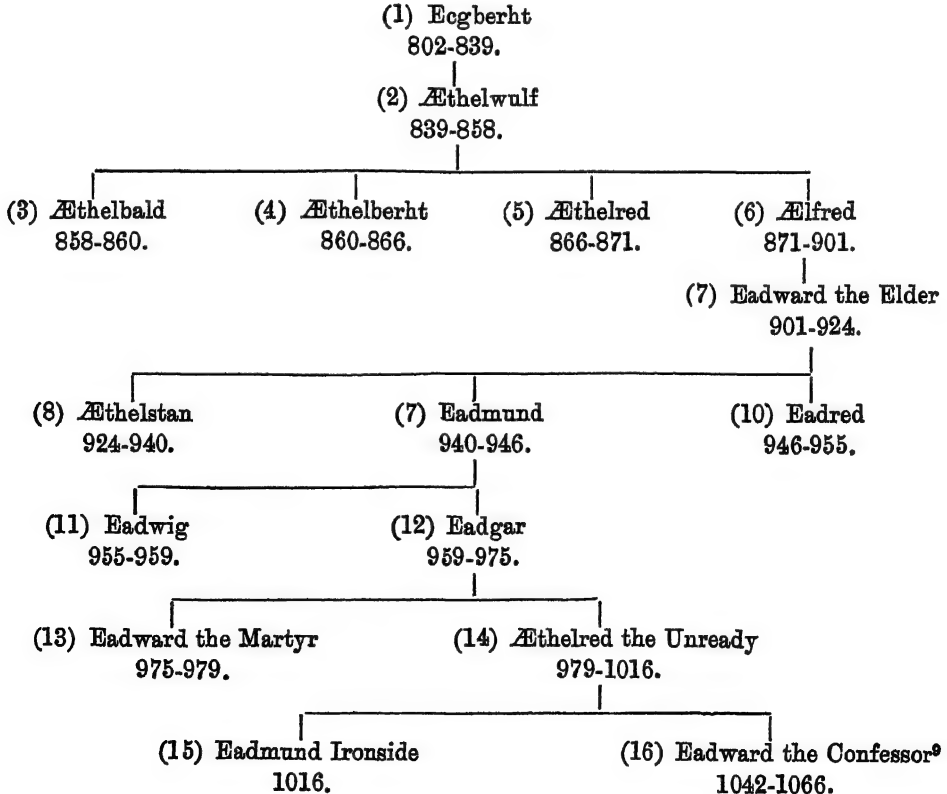 (1) Ecgberht
802-839.
(2) Æthelwulf
839-858.
(3) Æthelbald
858-860.
(4) Æthelberht
860-866.
(5) Æthelred
866-871.
(6) Ælfred
871-901.
(7) Eadward the Elder
901-924.
(8) Æthelstan
924-940.
(7) Eadmund
940-946.
(10) Eadred
946-955.
(11) Eadwig
955-959.
(12) Eadgar
959-975.
(13) Eadward the Martyr
975-979.
(14) Æthelred the Unready
979-1016.
(15) Eadmund Ironside
1016.
(16) Eadward the Confessor⁹
1042-1066.